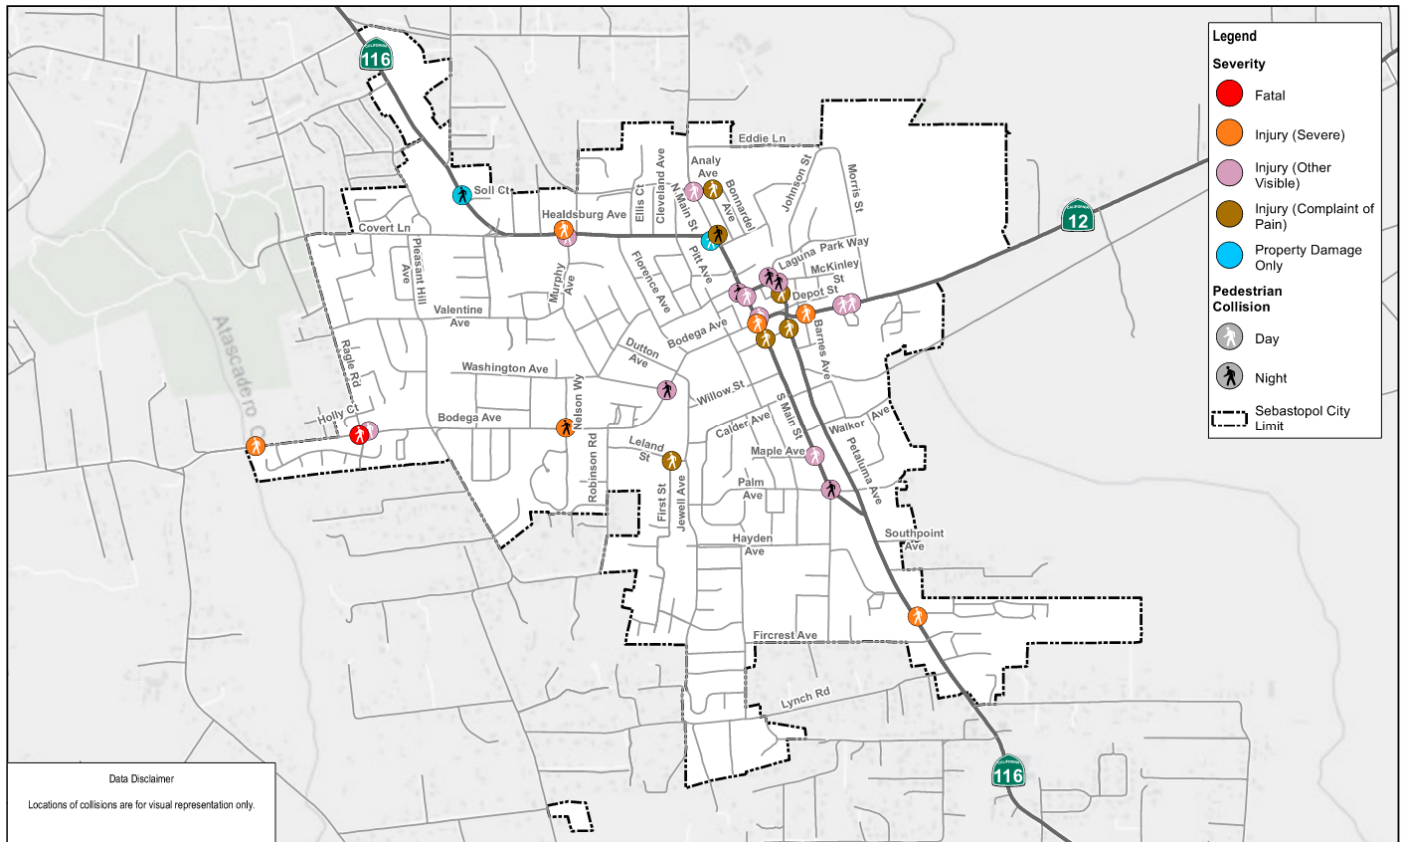 CALIFORNIA
116
Legend
Severity
Fatal
Injury (Severe)
Injury (Other
Visible)
Injury (Complaint of
Pain)
Property Damage
Only
Pedestrian
Collision
Day
Night
Sebastopol City
Limit
Eddie Ln
Analy
Ave
Bonnardel
Ave
Johnson St
Morris St
Cleveland Ave
Ellis Ct
N Main St
Soll Ct
Healdsburg Ave
Covert Ln
CALIFORNIA
12
Pleasant Hill
Ave
Murphy
Ave
Florence Ave
Pitt Ave
Laguna Park Way
McKinley
St
Depot St
Valentine
Ave
Bodega Ave
Barnes Ave
Atascadero C
Ragle Rd
Dutton
Ave
Washington Ave
Nelson Wy
Willow St
S Main St
Holly Ct
Bodega Ave
Calder Ave
Walkor Ave
Leland
St
Maple Ave
Petaluma Ave
Robinson Rd
First St
Jewell Ave
Palm
Ave
Hayden
Ave
Southpoint
Ave
Fircrest Ave
Lynch Rd
CALIFORNIA
116
Data Disclaimer
Locations of collisions are for visual representation only.